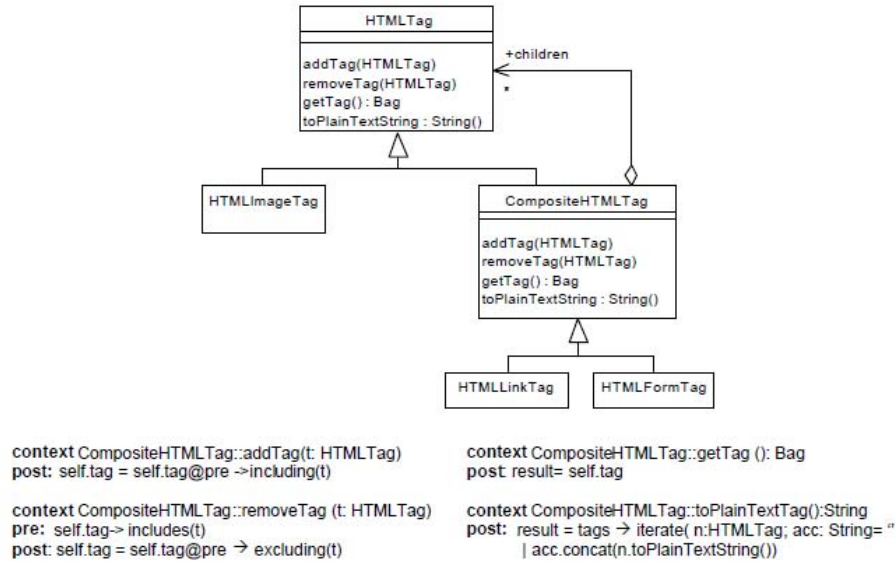 HTMLTag
addTag(HTMLTag)
removeTag(HTMLTag)
getTag() : Bag
toPlainTextString : String()
+children
*
HTMLImageTag
CompositeHTMLTag
addTag(HTMLTag)
removeTag(HTMLTag)
getTag() : Bag
toPlainTextString : String()
HTMLLinkTag
HTMLFormTag
context CompositeHTMLTag::addTag(t: HTMLTag)
post: self.tag = self.tag@pre ->including(t)
context CompositeHTMLTag::removeTag (t: HTMLTag)
pre: self.tag-> includes(t)
post: self.tag = self.tag@pre → excluding(t)
context CompositeHTMLTag::getTag (): Bag
post: result= self.tag
context CompositeHTMLTag::toPlainTextTag():String
post: result = tags → iterate( n:HTMLTag; acc: String= ‘’
| acc.concat(n.toPlainTextString())